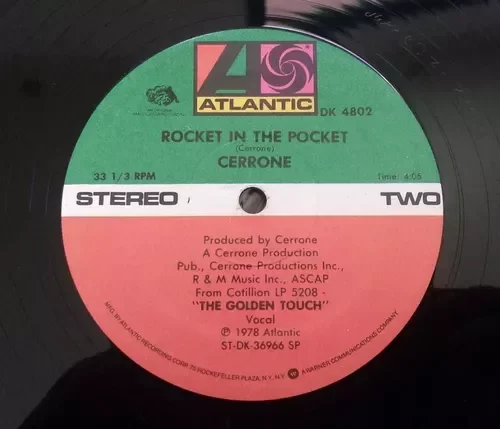 ATLANTIC
DK 4802
ROCKET IN THE POCKET
(Cerrone)
CERRONE
33 1/3 RPM
Time: 4:05
STEREO
TWO
Produced by Cerrone
A Cerrone Production
Pub., Cerrone Productions Inc.,
R & M Music Inc., ASCAP
From Cotillion LP 5208 -
"THE GOLDEN TOUCH"
Vocal
Ⓟ 1978 Atlantic
ST-DK-36966 SP
MFG. BY ATLANTIC RECORDING CORP. 75 ROCKEFELLER PLAZA, N.Y., N.Y. A WARNER COMMUNICATIONS COMPANY